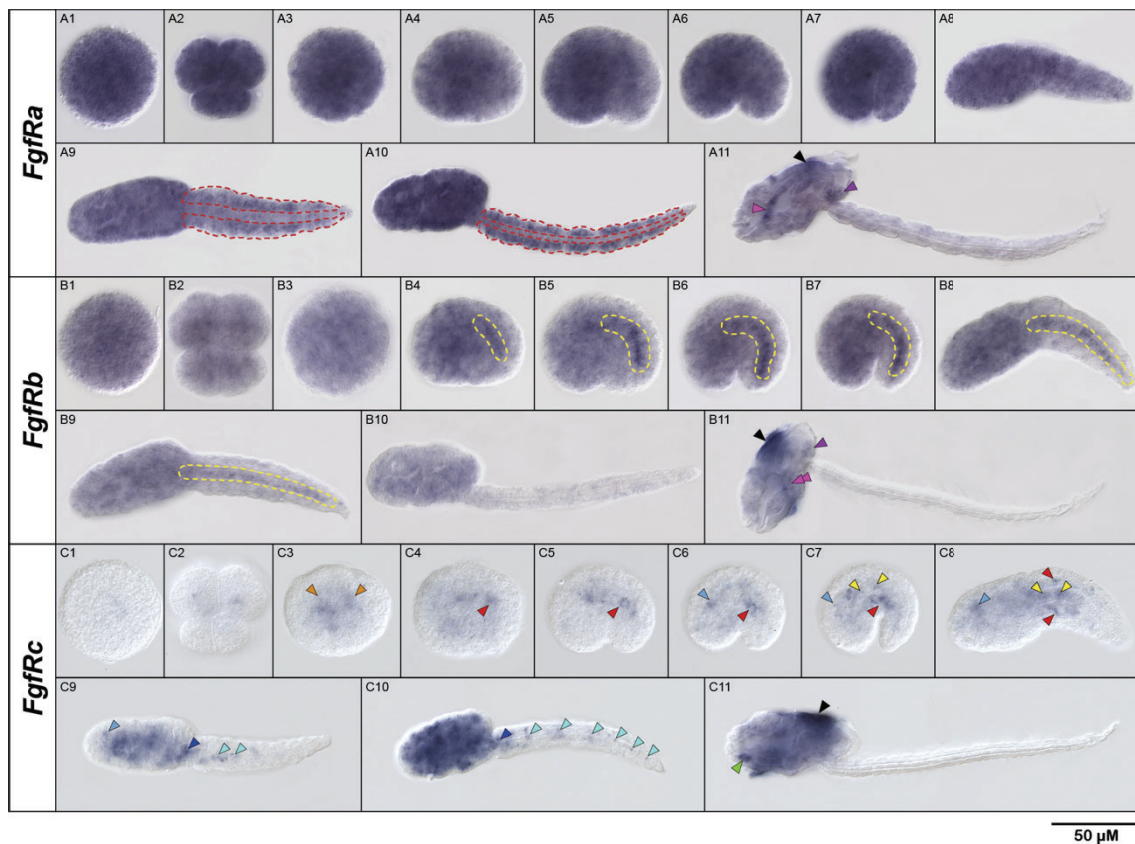 FgfRa
A1 A2 A3 A4 A5 A6 A7 A8
A9 A10 A11
FgfRb
B1 B2 B3 B4 B5 B6 B7 B8
B9 B10 B11
FgfRc
C1 C2 C3 C4 C5 C6 C7 C8
C9 C10 C11
50 µM